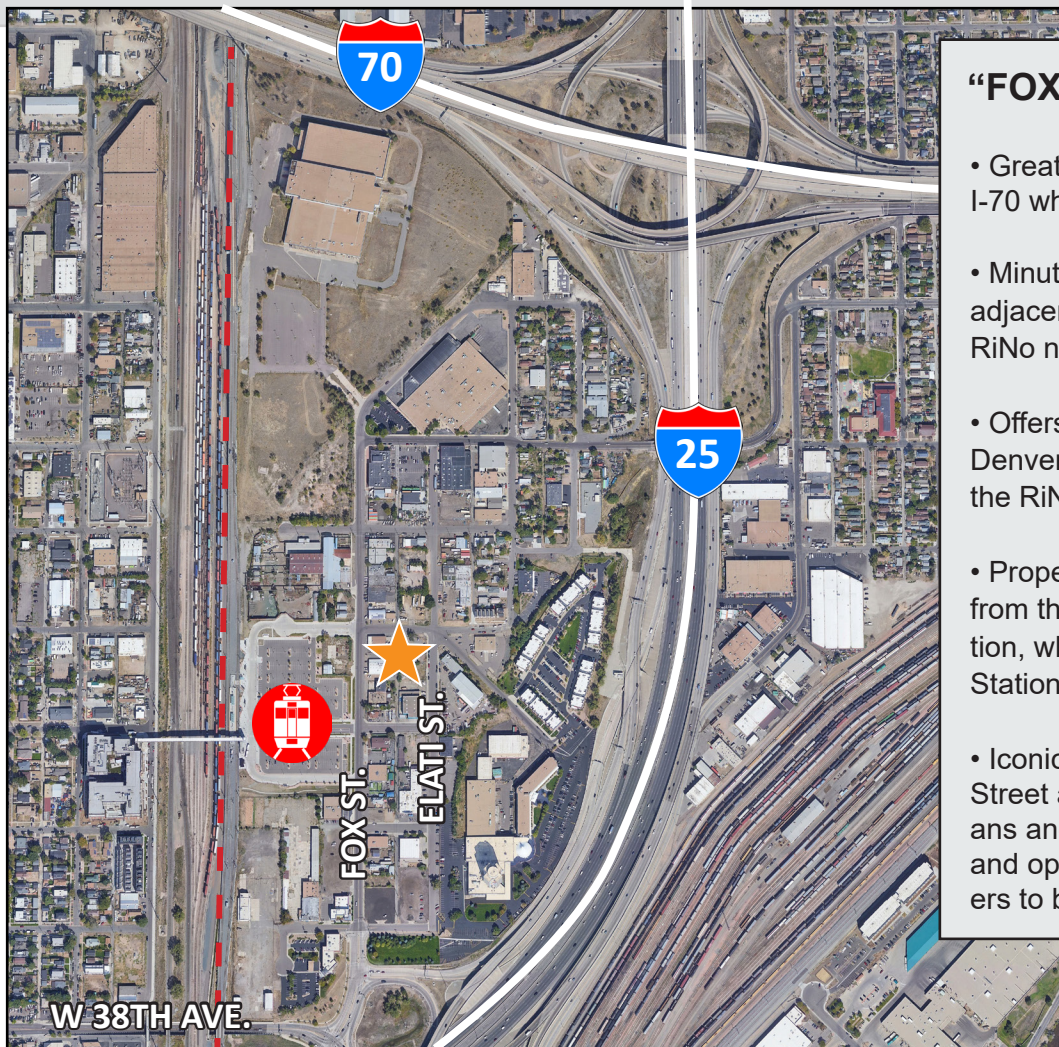 70
25
FOX ST.
ELATI ST.
W 38TH AVE.
“FOX
• Great
I-70 wh
• Minut
adjacen
RiNo n
• Offers
Denver
the RiN
• Prope
from th
tion, wh
Station
• Iconic
Street a
ans an
and op
ers to b